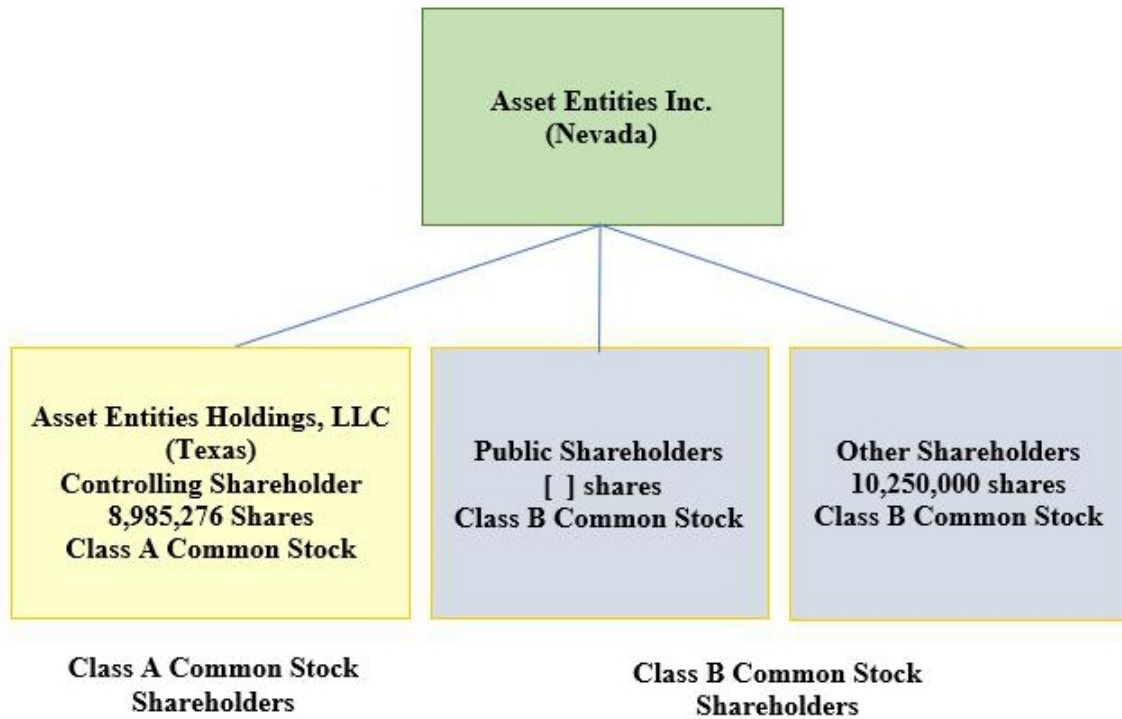 Asset Entities Inc.
(Nevada)
Asset Entities Holdings, LLC
(Texas)
Controlling Shareholder
8,985,276 Shares
Class A Common Stock
Public Shareholders
[ ] shares
Class B Common Stock
Other Shareholders
10,250,000 shares
Class B Common Stock
Class A Common Stock
Shareholders
Class B Common Stock
Shareholders